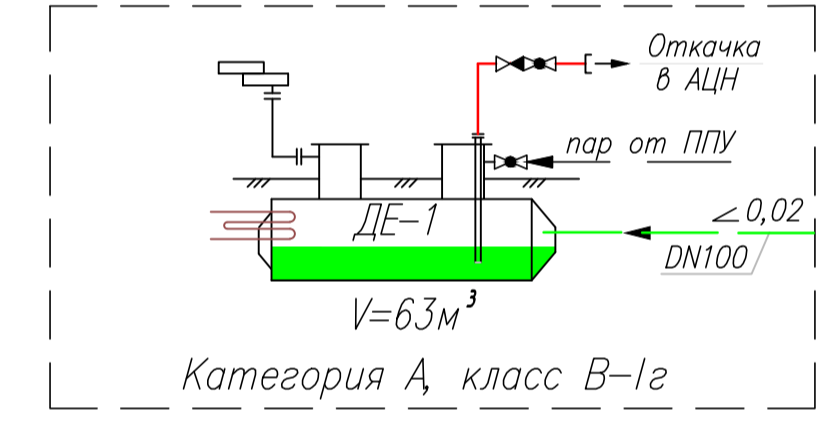 Откачка
в АЦН
пар от ППУ
∠0,02
ДЕ-1
DN100
V=63м³
Категория А, класс В-Iг